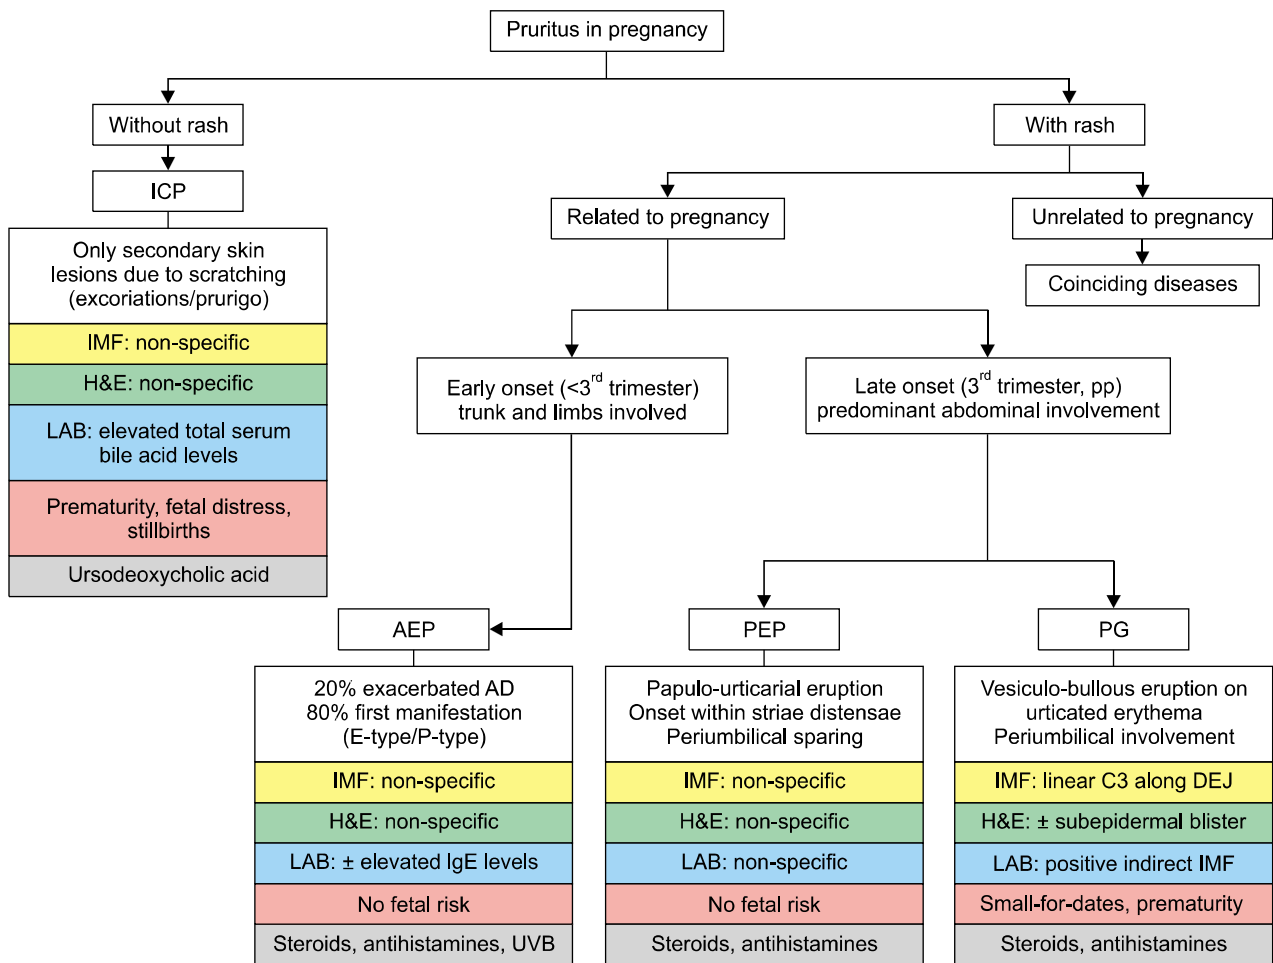 Pruritus in pregnancy
Without rash
With rash
ICP
Related to pregnancy
Unrelated to pregnancy
Only secondary skin
lesions due to scratching
(excoriations/prurigo)
Coinciding diseases
IMF: non-specific
H&E: non-specific
LAB: elevated total serum
bile acid levels
Prematurity, fetal distress,
stillbirths
Ursodeoxycholic acid
Early onset (<3rd trimester)
trunk and limbs involved
Late onset (3rd trimester, pp)
predominant abdominal involvement
AEP
20% exacerbated AD
80% first manifestation
(E-type/P-type)
IMF: non-specific
H&E: non-specific
LAB: ± elevated IgE levels
No fetal risk
Steroids, antihistamines, UVB
PEP
Papulo-urticarial eruption
Onset within striae distensae
Periumbilical sparing
IMF: non-specific
H&E: non-specific
LAB: non-specific
No fetal risk
Steroids, antihistamines
PG
Vesiculo-bullous eruption on
urticated erythema
Periumbilical involvement
IMF: linear C3 along DEJ
H&E: ± subepidermal blister
LAB: positive indirect IMF
Small-for-dates, prematurity
Steroids, antihistamines